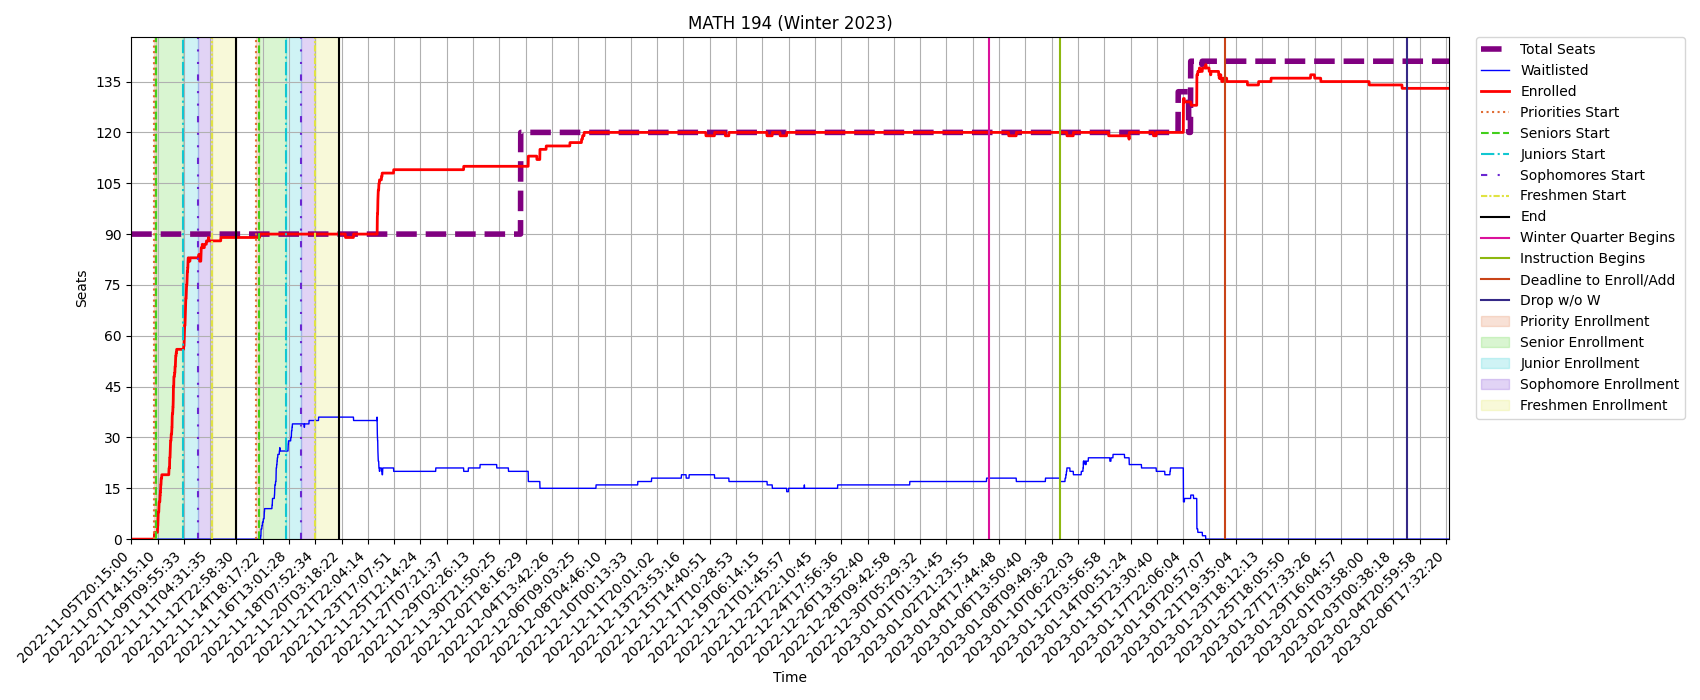 MATH 194 (Winter 2023)
Seats
135
120
105
90
75
60
45
30
15
0
2022-11-05T20:15:00
2022-11-07T14:15:10
2022-11-09T09:55:33
2022-11-11T04:31:35
2022-11-12T22:58:30
2022-11-14T18:17:22
2022-11-16T13:01:28
2022-11-18T07:52:34
2022-11-20T03:18:22
2022-11-21T22:04:14
2022-11-23T17:07:51
2022-11-25T12:14:24
2022-11-27T07:21:37
2022-11-29T02:26:13
2022-11-30T21:50:25
2022-12-02T18:16:29
2022-12-04T13:42:26
2022-12-06T09:03:25
2022-12-08T04:46:10
2022-12-10T00:13:33
2022-12-11T20:01:02
2022-12-13T23:53:16
2022-12-15T14:40:51
2022-12-17T10:28:53
2022-12-19T06:14:15
2022-12-21T01:45:57
2022-12-22T22:10:45
2022-12-24T17:56:36
2022-12-26T13:52:40
2022-12-28T09:42:58
2022-12-30T05:29:32
2023-01-01T01:31:45
2023-01-02T21:23:55
2023-01-04T17:44:48
2023-01-06T13:50:40
2023-01-08T09:49:38
2023-01-10T06:22:03
2023-01-12T03:56:58
2023-01-14T00:51:24
2023-01-15T23:30:40
2023-01-17T22:06:04
2023-01-19T20:57:07
2023-01-21T19:35:04
2023-01-23T18:12:13
2023-01-25T18:05:50
2023-01-27T17:33:26
2023-01-29T16:04:57
2023-02-01T03:58:00
2023-02-03T00:38:18
2023-02-04T20:59:58
2023-02-06T17:32:20
Time
Total Seats
Waitlisted
Enrolled
Priorities Start
Seniors Start
Juniors Start
Sophomores Start
Freshmen Start
End
Winter Quarter Begins
Instruction Begins
Deadline to Enroll/Add
Drop w/o W
Priority Enrollment
Senior Enrollment
Junior Enrollment
Sophomore Enrollment
Freshmen Enrollment